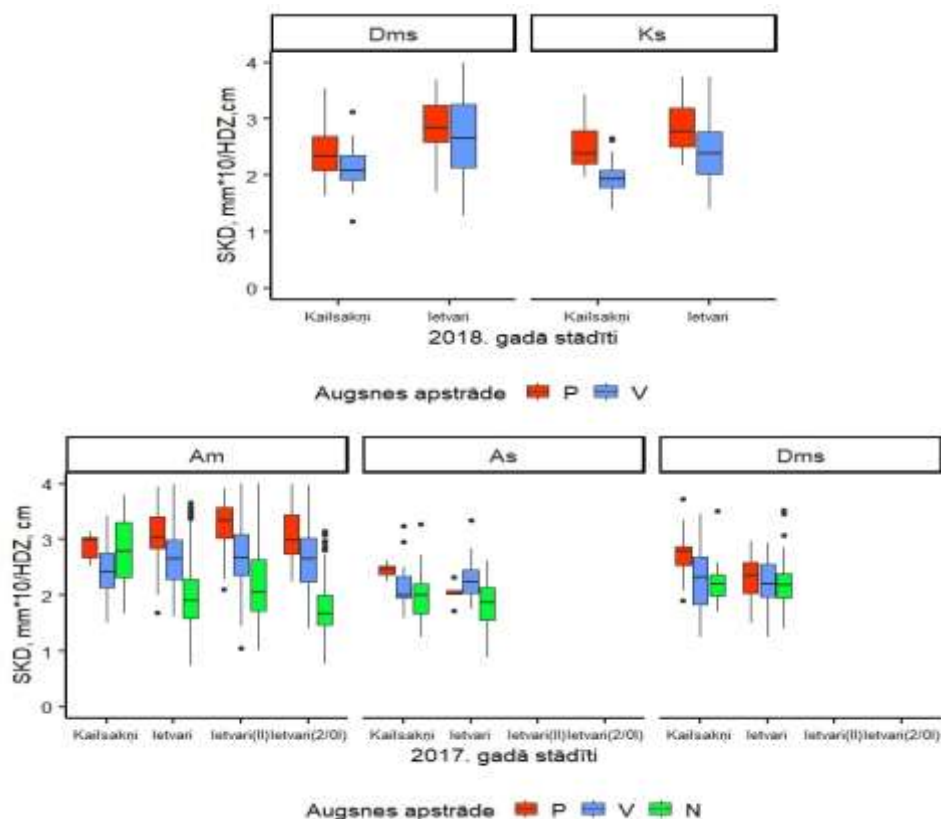 Dms Ks
SKD, mm*10/HDZ,cm
4
3
2
1
0
Kailsakņi Ietvari Kailsakņi Ietvari
2018. gadā stādīti
Augsnes apstrāde P V
Am As Dms
SKD, mm*10/HDZ, cm
4
3
2
1
0
Kailsakņi Ietvari Ietvari(II) Ietvari(2/0I) Kailsakņi Ietvari Ietvari(II) Ietvari(2/0I) Kailsakņi Ietvari Ietvari(II) Ietvari(2/0I)
2017. gadā stādīti
Augsnes apstrāde P V N